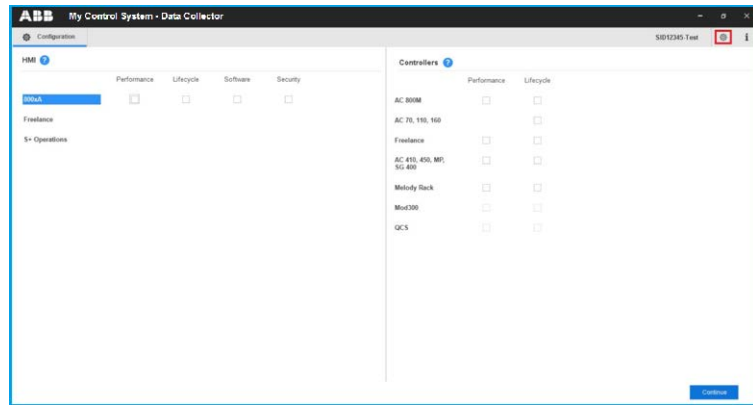 ABB My Control System - Data Collector
Configuration
SID12345-Test
HMI
Performance Lifecycle Software Security
800xA
Freelance
S+ Operations
Controllers
Performance Lifecycle
AC 800M
AC 70, 110, 160
Freelance
AC 410, 450, MP,
SG 400
Melody Rack
Mod300
QCS
Continue